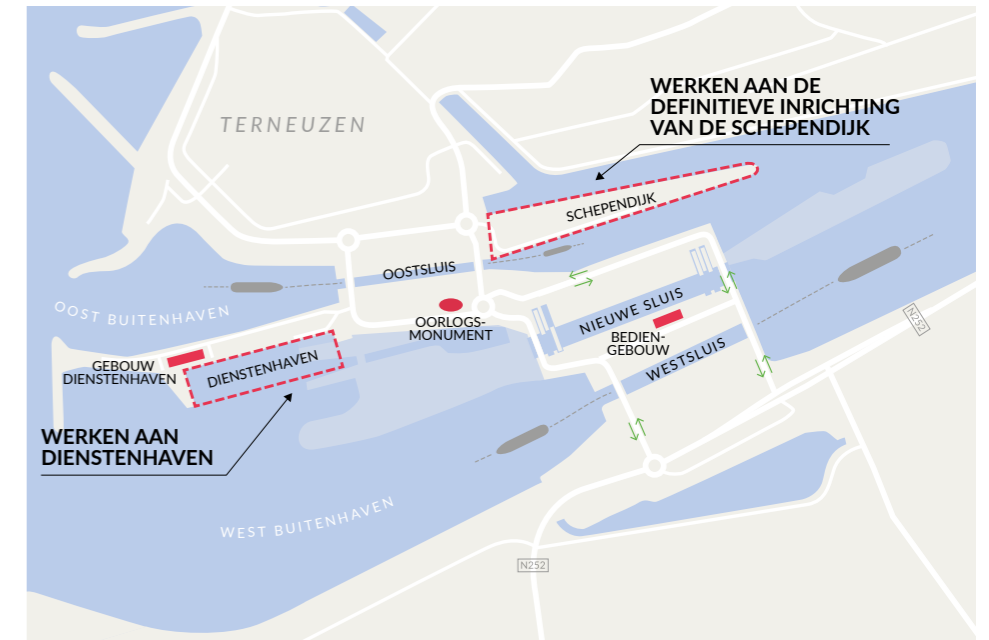 WERKEN AAN DE
DEFINITIEVE INRICHTING
VAN DE SCHEPENDIJK
TERNEUZEN
SCHEPENDIJK
OOSTSLUIS
OOST BUITENHAVEN
NIEUWE SLUIS
N252
OORLOGS-
MONUMENT
BEDIEN-
GEBOUW
WESTSLUIS
GEBOUW
DIENSTENHAVEN
DIENSTENHAVEN
WERKEN AAN
DIENSTENHAVEN
WEST BUITENHAVEN
N252